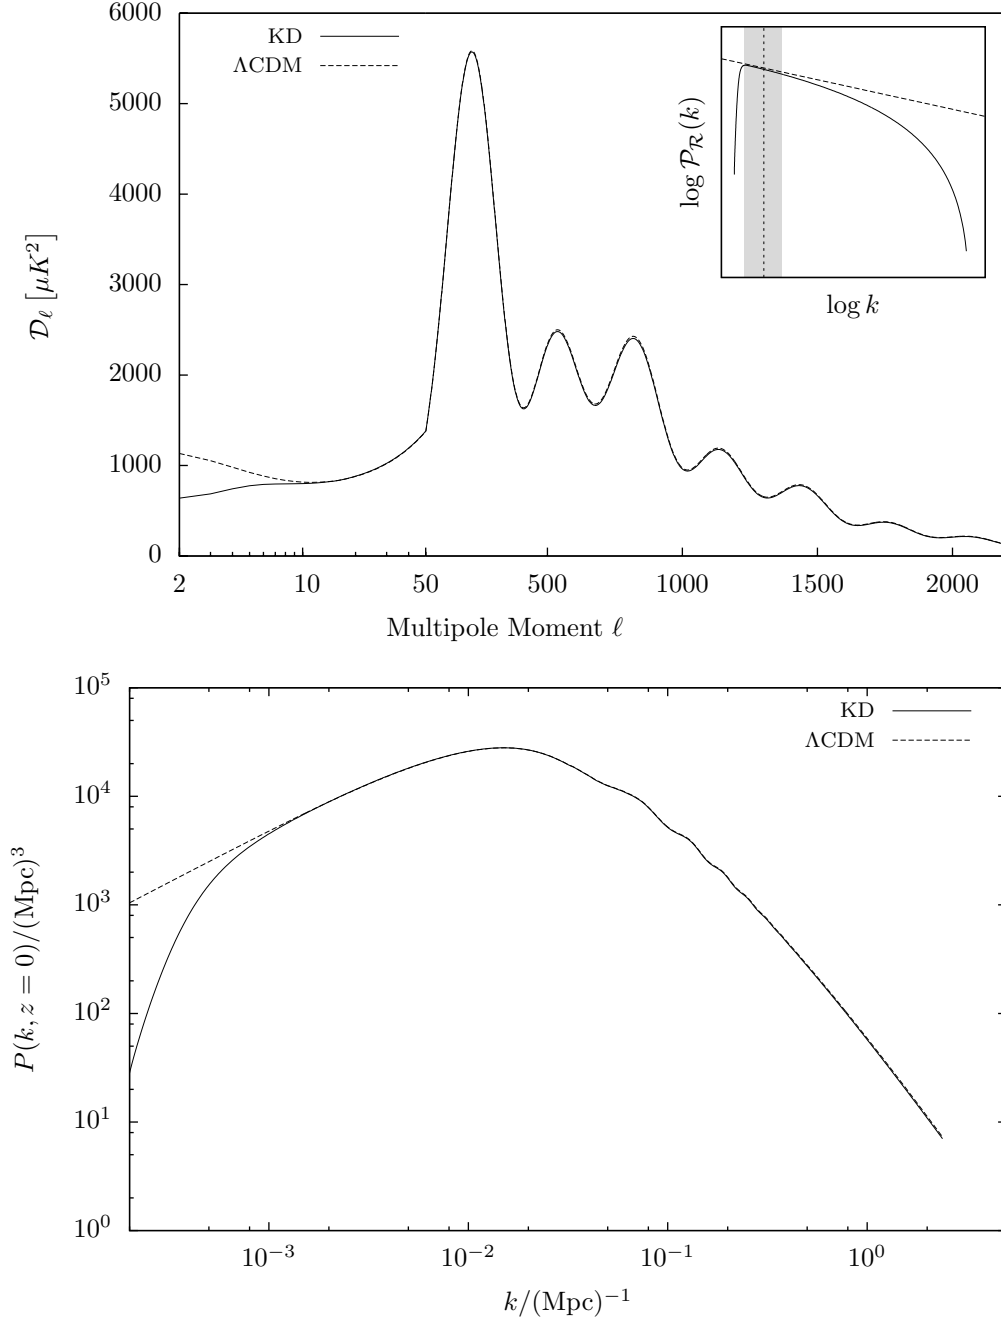 6000
5000
4000
3000
2000
1000
0
𝒟ℓ [μK²]
KD
ΛCDM
log 𝒫ℛ(k)
log k
2 10 50 500 1000 1500 2000
Multipole Moment ℓ
10⁵
10⁴
10³
10²
10¹
10⁰
P(k, z = 0)/(Mpc)³
KD
ΛCDM
10⁻³ 10⁻² 10⁻¹ 10⁰
k/(Mpc)⁻¹